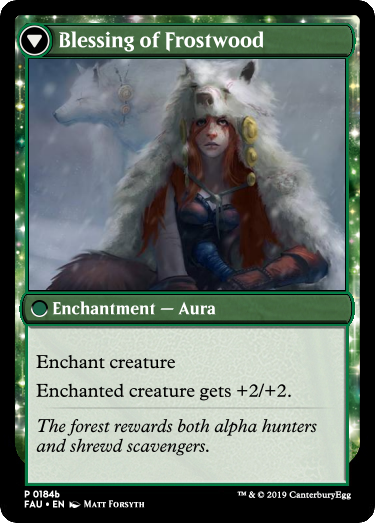 Blessing of Frostwood
Enchantment — Aura
Enchant creature
Enchanted creature gets +2/+2.
The forest rewards both alpha hunters
and shrewd scavengers.
P 0184b
FAU • EN Matt Forsyth
™ & © 2019 CanterburyEgg